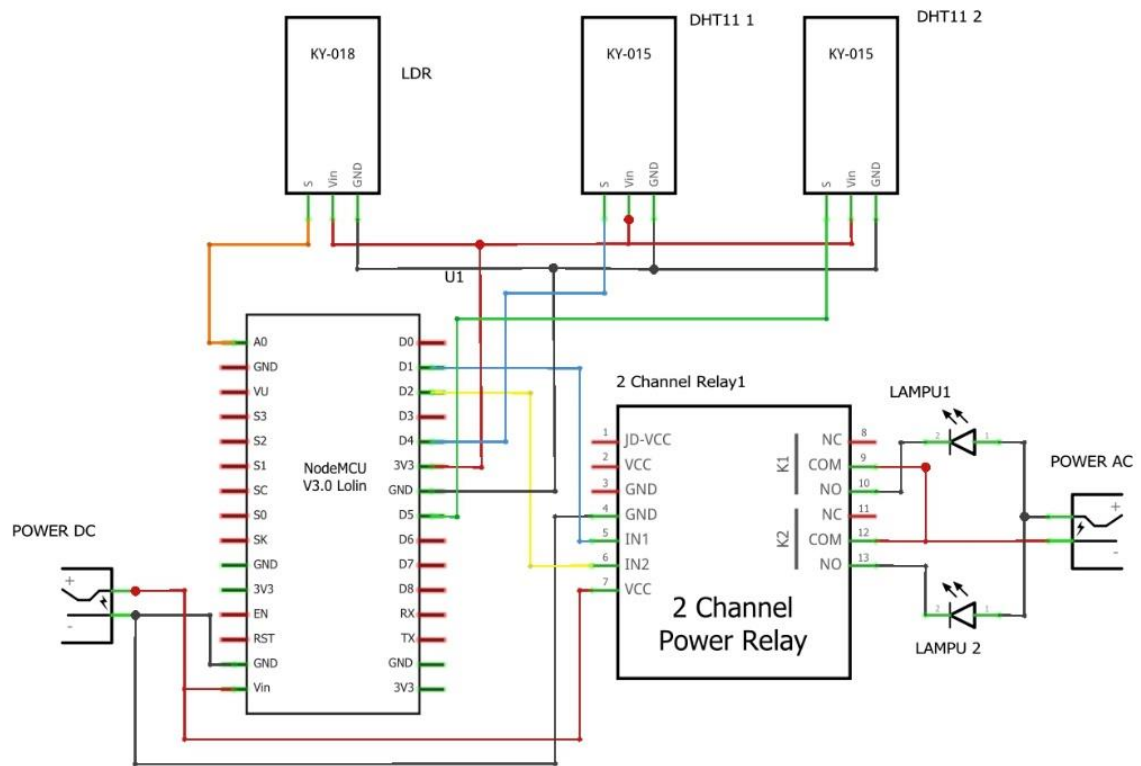 KY-018
LDR
S
Vin
GND
DHT11 1
KY-015
S
Vin
GND
DHT11 2
KY-015
S
Vin
GND
U1
NodeMCU
V3.0 Lolin
A0
GND
VU
S3
S2
S1
SC
S0
SK
GND
3V3
EN
RST
GND
Vin
D0
D1
D2
D3
D4
3V3
GND
D5
D6
D7
D8
RX
TX
GND
3V3
POWER DC
+
-
2 Channel Relay1
1 JD-VCC
2 VCC
3 GND
4 GND
5 IN1
6 IN2
7 VCC
K1
K2
NC 8
COM 9
NO 10
NC 11
COM 12
NO 13
2 Channel
Power Relay
LAMPU1
2 1
POWER AC
+
-
2 1
LAMPU 2